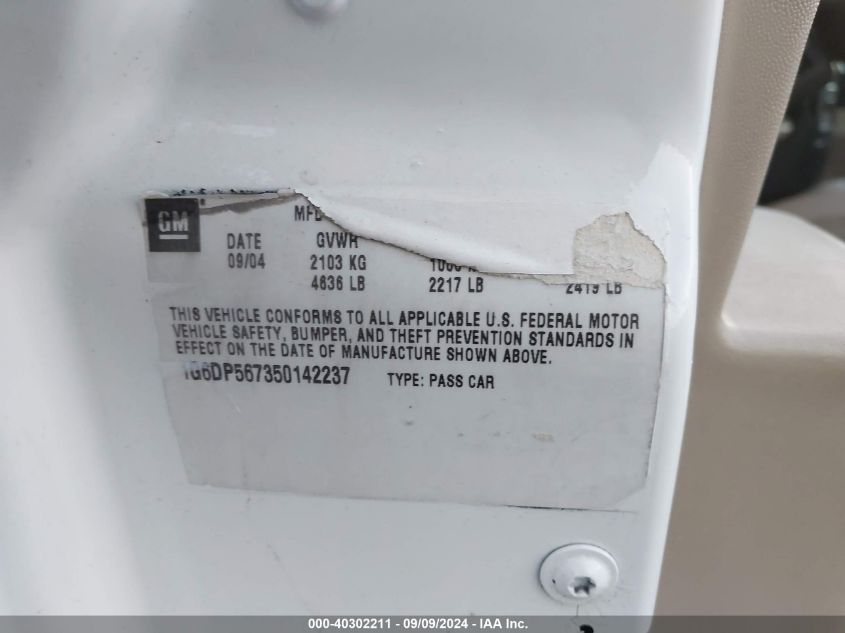 GM
MFD
DATE GVWR
09/04 2103 KG
4636 LB 2217 LB 2419 LB
THIS VEHICLE CONFORMS TO ALL APPLICABLE U.S. FEDERAL MOTOR
VEHICLE SAFETY, BUMPER, AND THEFT PREVENTION STANDARDS IN
EFFECT ON THE DATE OF MANUFACTURE SHOWN ABOVE.
1G6DP567350142237 TYPE: PASS CAR
000-40302211 - 09/09/2024 - IAA Inc.